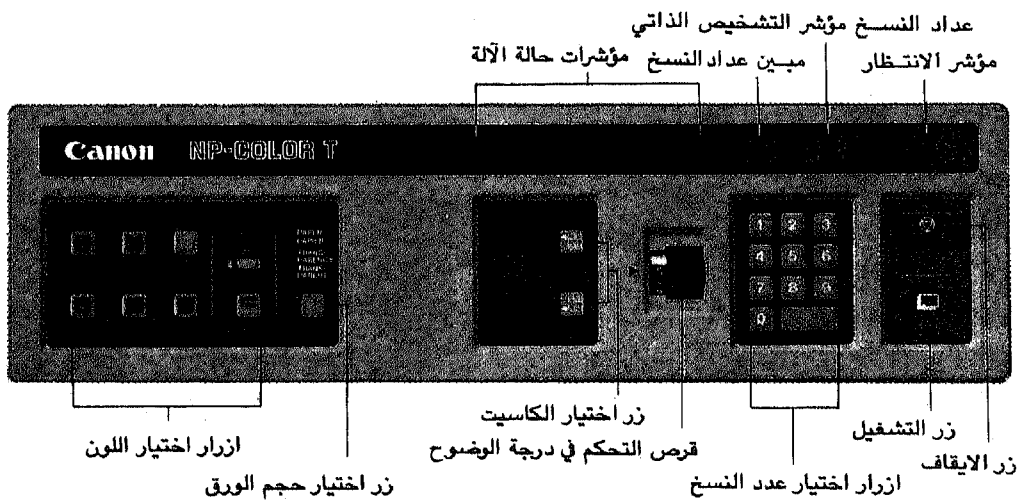 عداد النسخ مؤشر التشخيص الذاتي
مؤشرات حالة الآلة مبين عداد النسخ مؤشر الانتظار
Canon NP-COLOR T
1 2 3
4 5 6
7 8 9
0
زر اختيار الكاسيت زر التشغيل
ازرار اختيار اللون قرص التحكم في درجة الوضوح زر الايقاف
زر اختيار حجم الورق ازرار اختيار عدد النسخ